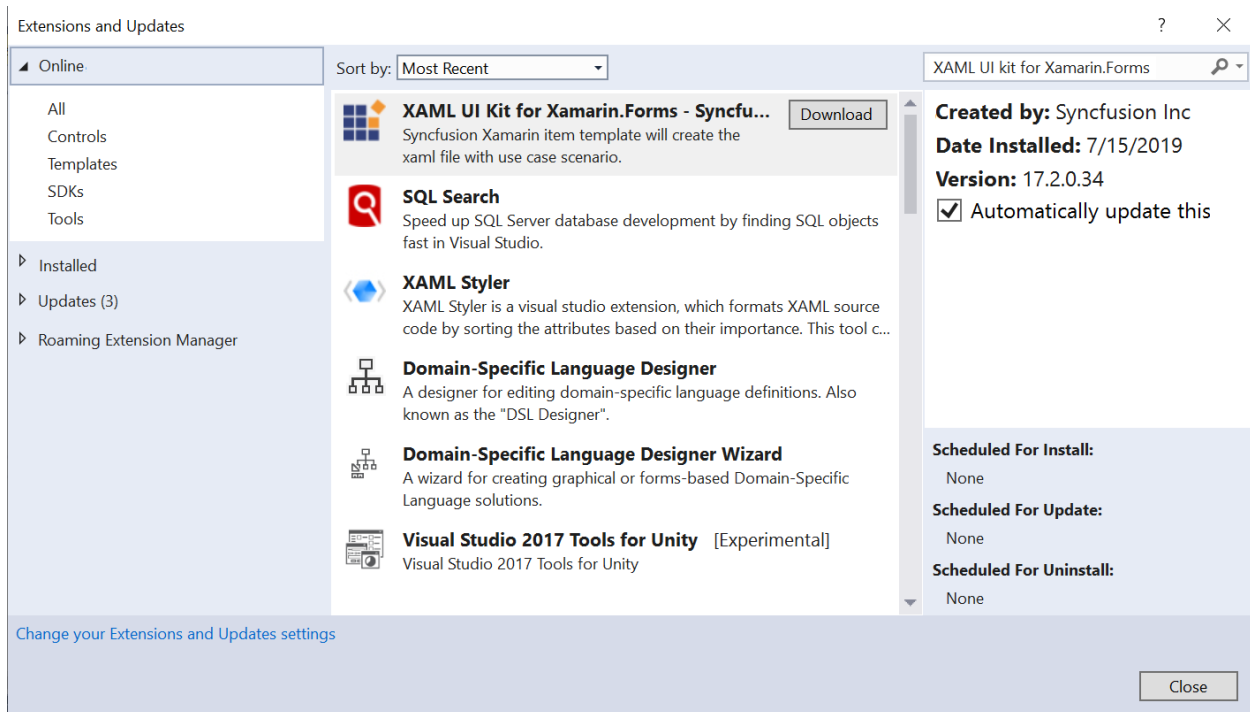 Extensions and Updates
?
Online
All
Controls
Templates
SDKs
Tools
Installed
Updates (3)
Roaming Extension Manager
Sort by: Most Recent
XAML UI Kit for Xamarin.Forms - Syncfu... Download
Syncfusion Xamarin item template will create the
xaml file with use case scenario.
SQL Search
Speed up SQL Server database development by finding SQL objects
fast in Visual Studio.
XAML Styler
XAML Styler is a visual studio extension, which formats XAML source
code by sorting the attributes based on their importance. This tool c...
Domain-Specific Language Designer
A designer for editing domain-specific language definitions. Also
known as the "DSL Designer".
Domain-Specific Language Designer Wizard
A wizard for creating graphical or forms-based Domain-Specific
Language solutions.
Visual Studio 2017 Tools for Unity [Experimental]
Visual Studio 2017 Tools for Unity
XAML UI kit for Xamarin.Forms
Created by: Syncfusion Inc
Date Installed: 7/15/2019
Version: 17.2.0.34
Automatically update this
Scheduled For Install:
None
Scheduled For Update:
None
Scheduled For Uninstall:
None
Change your Extensions and Updates settings
Close